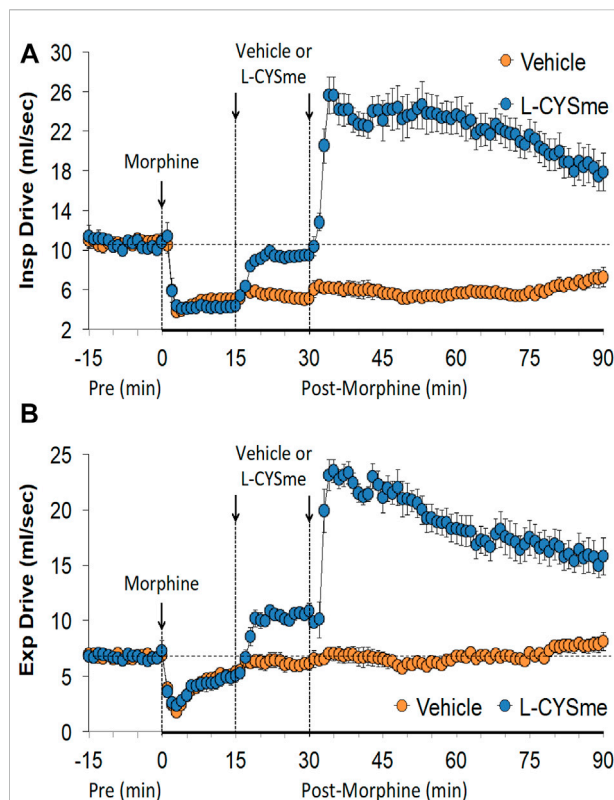 A
Insp Drive (ml/sec)
30
26
22
18
14
10
6
2
Vehicle or
L-CYSme
Morphine
Vehicle
L-CYSme
-15 0 15 30 45 60 75 90
Pre (min) Post-Morphine (min)
B
Exp Drive (ml/sec)
25
20
15
10
5
0
Vehicle or
L-CYSme
Morphine
Vehicle L-CYSme
-15 0 15 30 45 60 75 90
Pre (min) Post-Morphine (min)